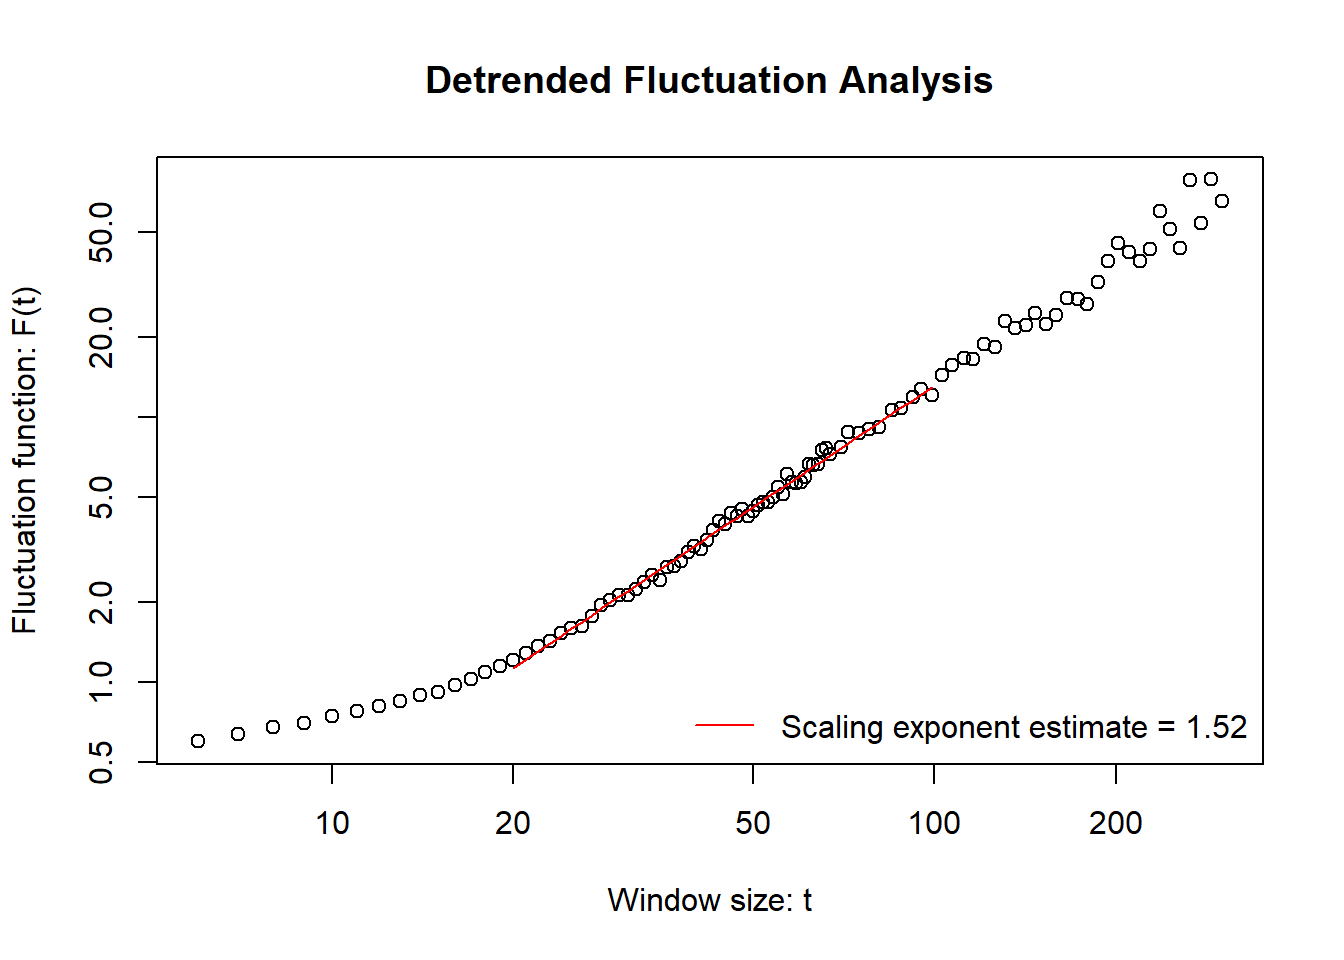 Detrended Fluctuation Analysis
Fluctuation function: F(t)
50.0
20.0
5.0
2.0
1.0
0.5
Scaling exponent estimate = 1.52
10 20 50 100 200
Window size: t